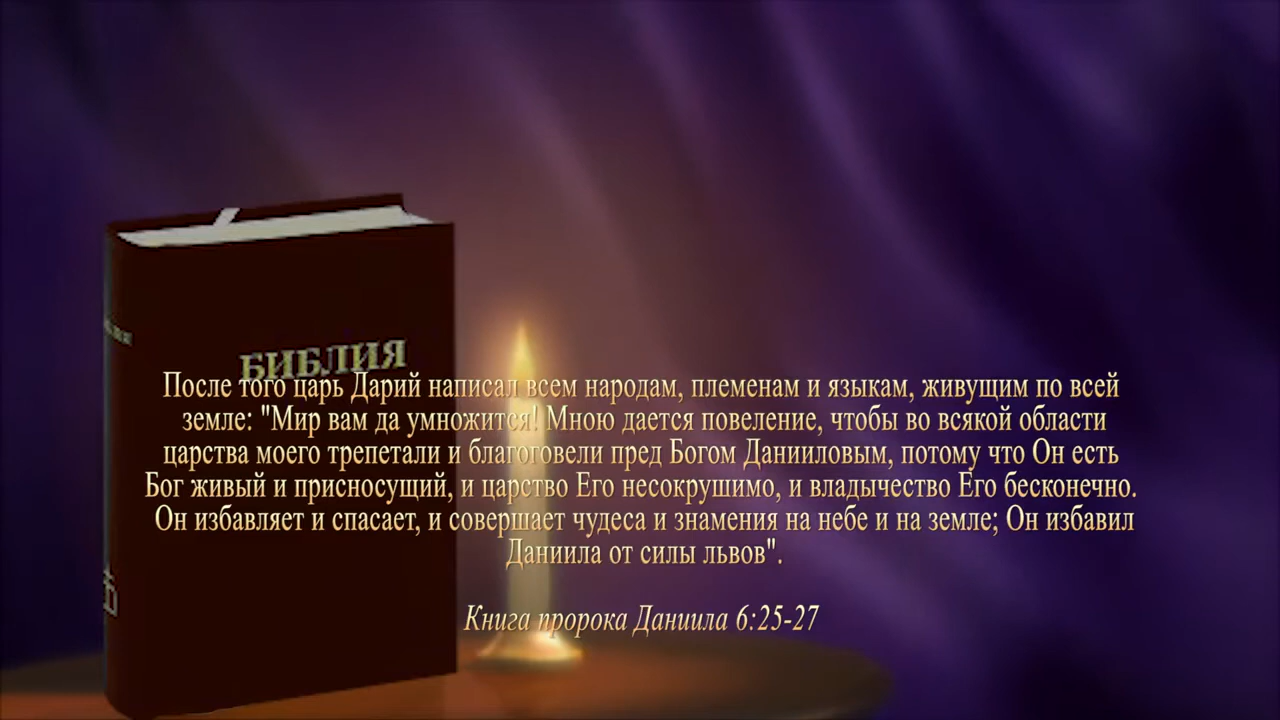 БИБЛИЯ
После того царь Дарий написал всем народам, племенам и языкам, живущим по всей
земле: "Мир вам да умножится! Мною дается повеление, чтобы во всякой области
царства моего трепетали и благоговели пред Богом Данииловым, потому что Он есть
Бог живый и присносущий, и царство Его несокрушимо, и владычество Его бесконечно.
Он избавляет и спасает, и совершает чудеса и знамения на небе и на земле; Он избавил
Даниила от силы львов".
Книга пророка Даниила 6:25-27